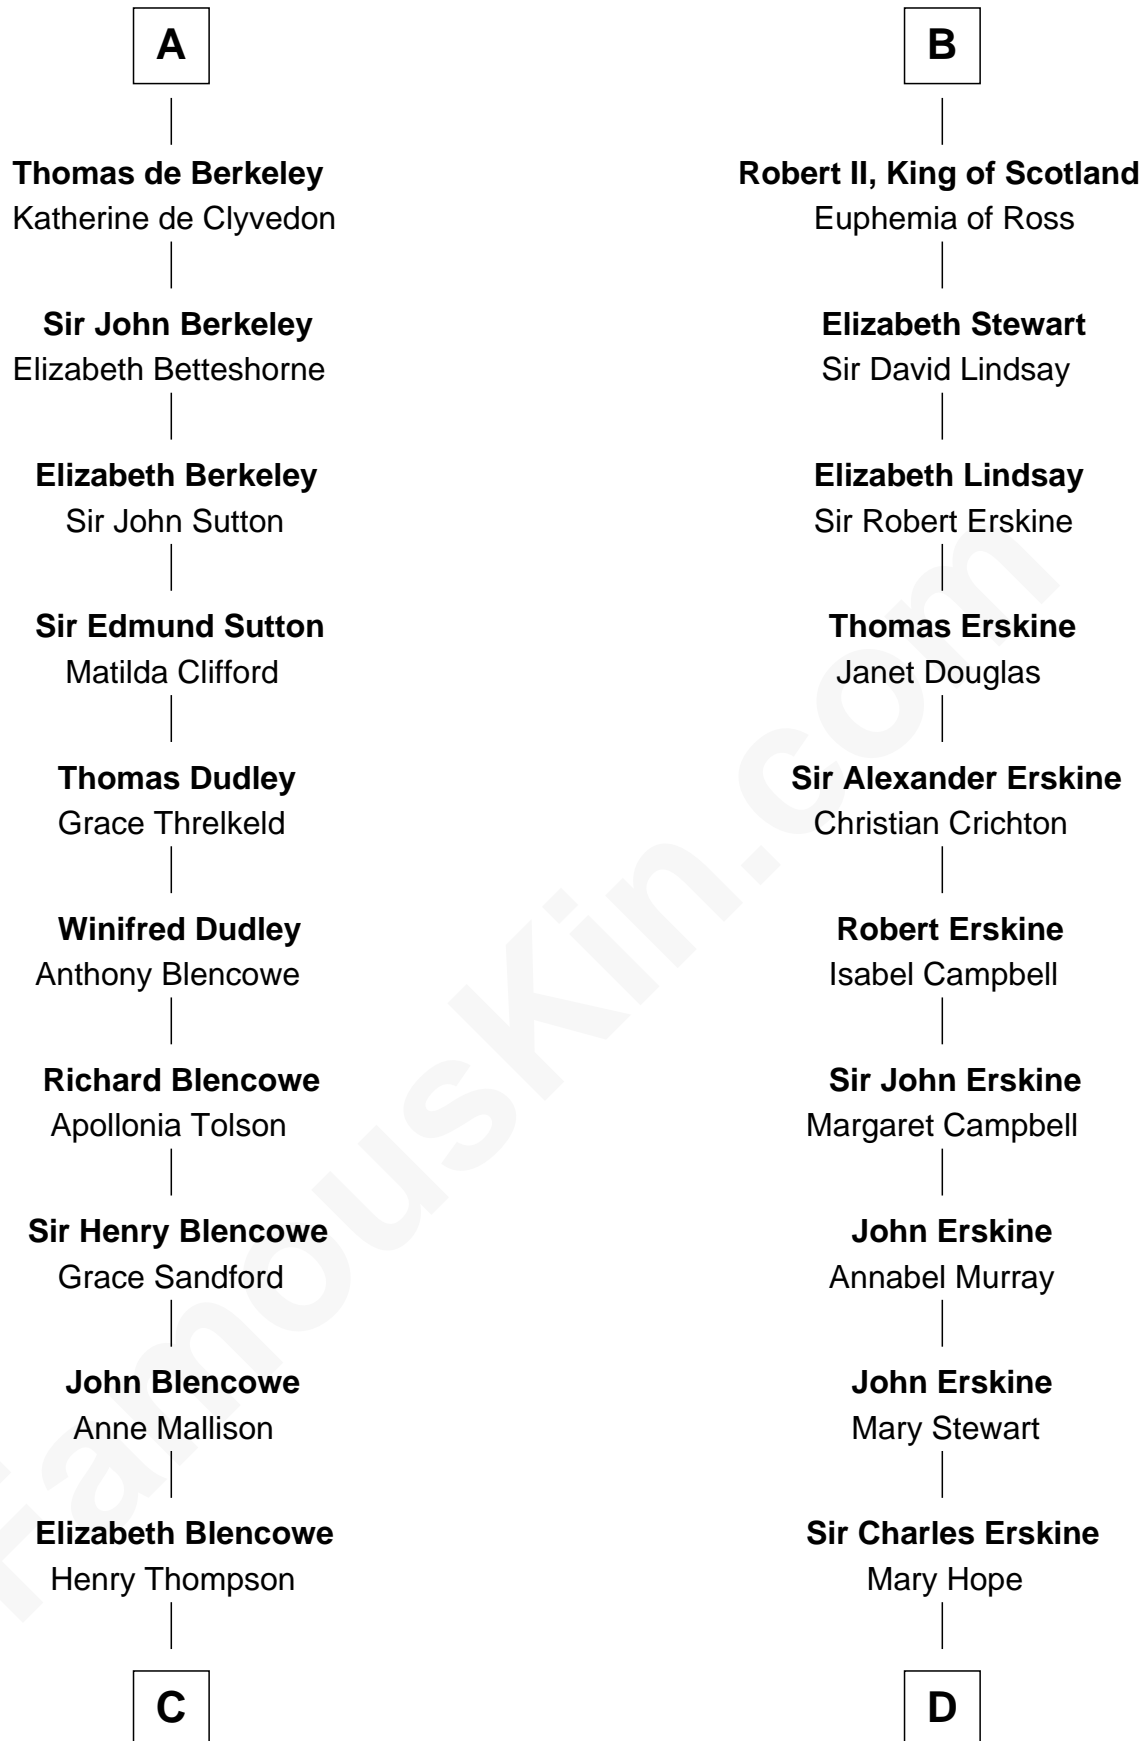 A
Thomas de Berkeley
Katherine de Clyvedon
Sir John Berkeley
Elizabeth Betteshorne
Elizabeth Berkeley
Sir John Sutton
Sir Edmund Sutton
Matilda Clifford
Thomas Dudley
Grace Threlkeld
Winifred Dudley
Anthony Blencowe
Richard Blencowe
Apollonia Tolson
Sir Henry Blencowe
Grace Sandford
John Blencowe
Anne Mallison
Elizabeth Blencowe
Henry Thompson
C
B
Robert II, King of Scotland
Euphemia of Ross
Elizabeth Stewart
Sir David Lindsay
Elizabeth Lindsay
Sir Robert Erskine
Thomas Erskine
Janet Douglas
Sir Alexander Erskine
Christian Crichton
Robert Erskine
Isabel Campbell
Sir John Erskine
Margaret Campbell
John Erskine
Annabel Murray
John Erskine
Mary Stewart
Sir Charles Erskine
Mary Hope
D
FamousKin.com